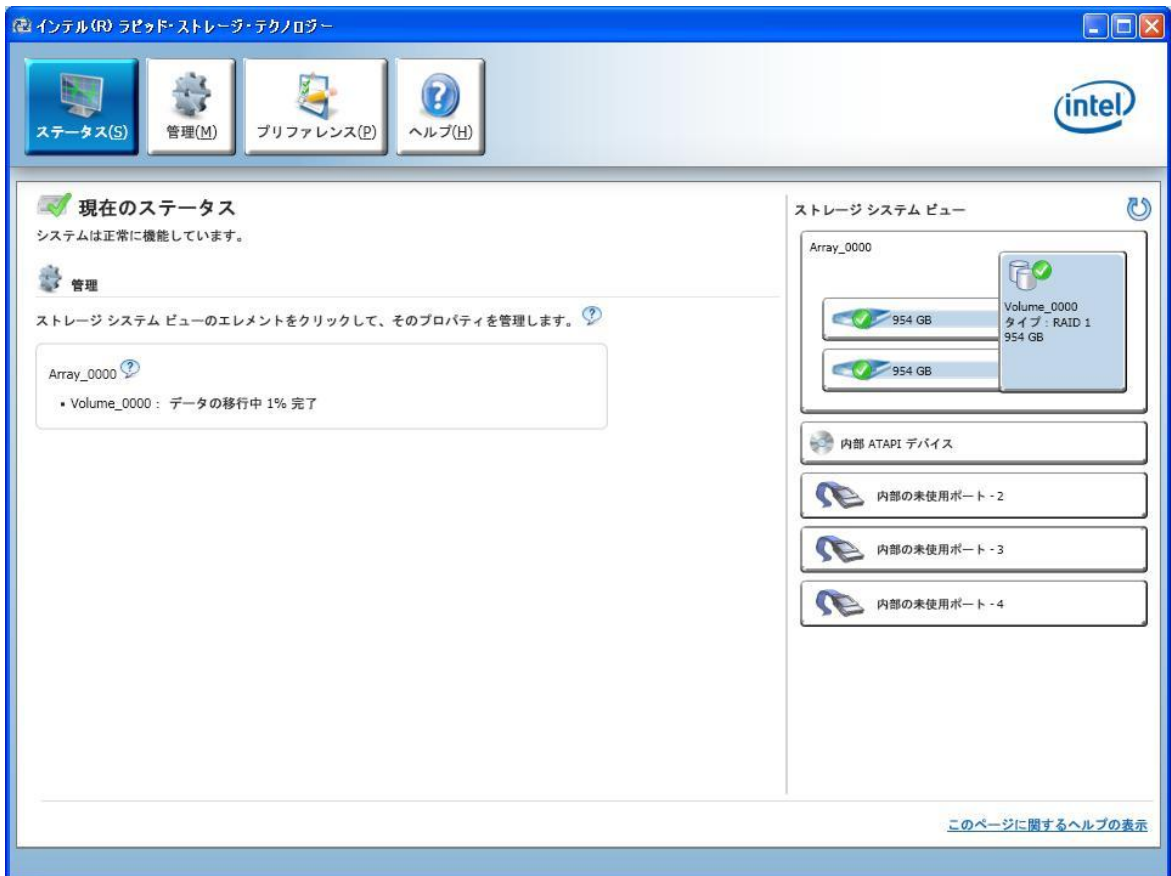 インテル(R) ラピッド・ストレージ・テクノロジー
ステータス(S)
管理(M)
プリファレンス(P)
ヘルプ(H)
intel
現在のステータス
システムは正常に機能しています。
管理
ストレージ システム ビューのエレメントをクリックして、そのプロパティを管理します。
Array_0000
▪ Volume_0000： データの移行中 1% 完了
ストレージ システム ビュー
Array_0000
954 GB
954 GB
Volume_0000
タイプ：RAID 1
954 GB
内部 ATAPI デバイス
内部の未使用ポート - 2
内部の未使用ポート - 3
内部の未使用ポート - 4
このページに関するヘルプの表示